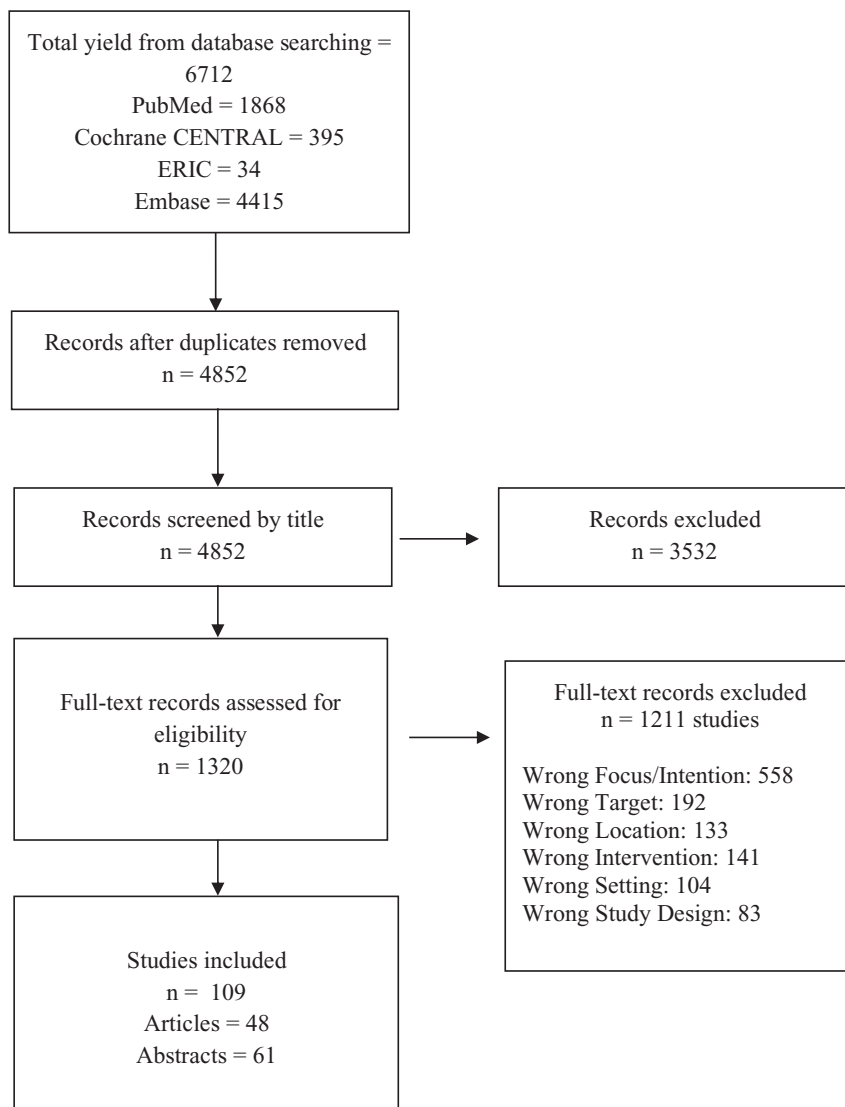 Total yield from database searching =
6712
PubMed = 1868
Cochrane CENTRAL = 395
ERIC = 34
Embase = 4415
Records after duplicates removed
n = 4852
Records screened by title
n = 4852
Records excluded
n = 3532
Full-text records assessed for
eligibility
n = 1320
Full-text records excluded
n = 1211 studies
Wrong Focus/Intention: 558
Wrong Target: 192
Wrong Location: 133
Wrong Intervention: 141
Wrong Setting: 104
Wrong Study Design: 83
Studies included
n = 109
Articles = 48
Abstracts = 61